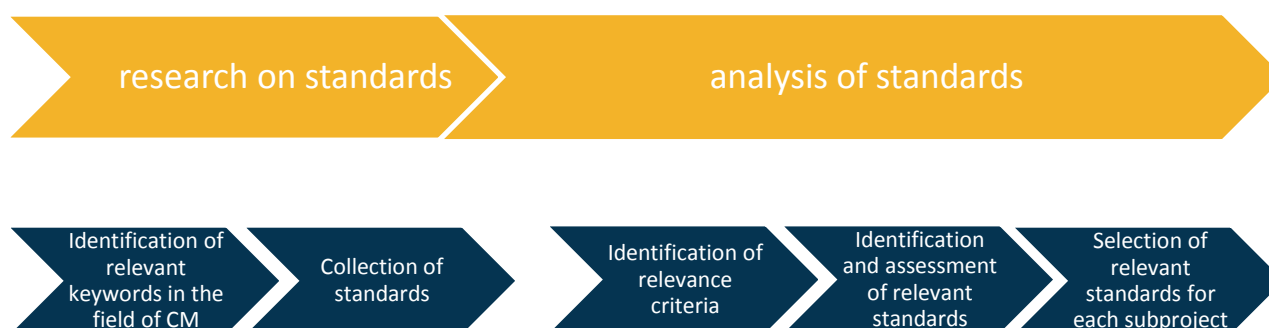 research on standards
analysis of standards
Identification of
relevant
keywords in the
field of CM
Collection of
standards
Identification of
relevance
criteria
Identification
and assessment
of relevant
standards
Selection of
relevant
standards for
each subproject